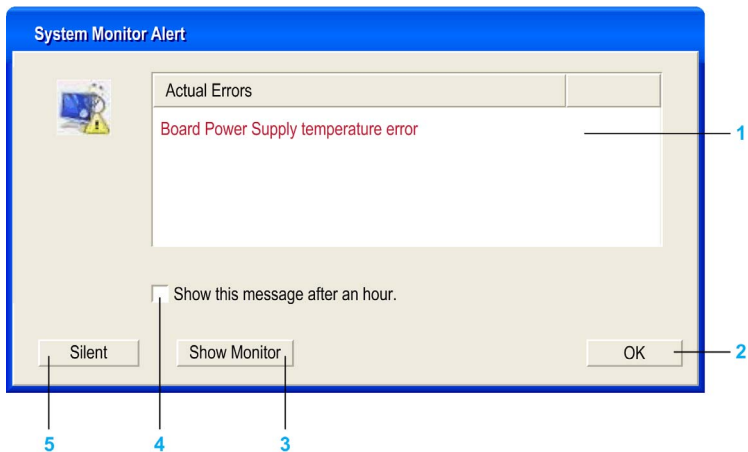 System Monitor Alert
Actual Errors
Board Power Supply temperature error
1
Show this message after an hour.
Silent
Show Monitor
OK
2
5
4
3